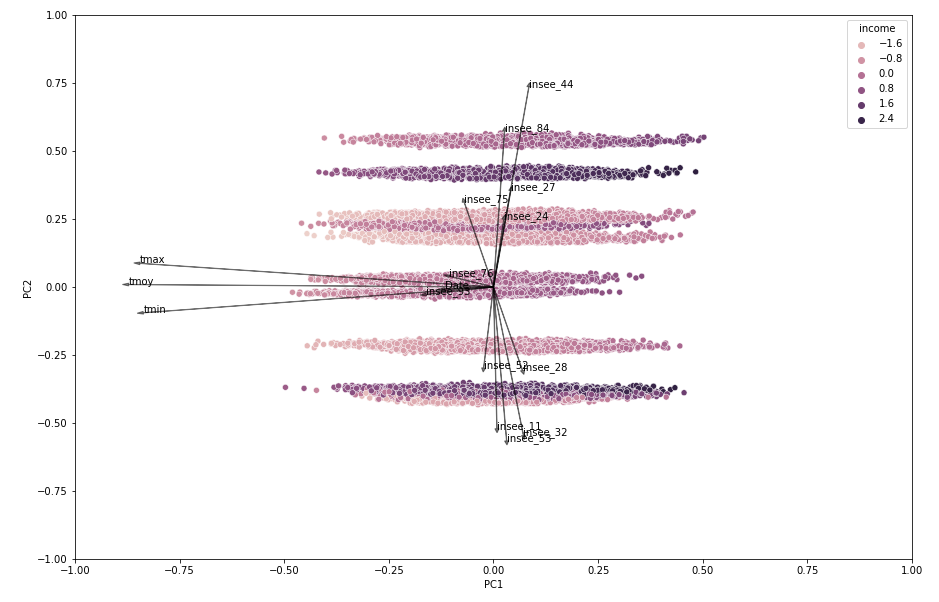 1.00
0.75
0.50
0.25
0.00
−0.25
−0.50
−0.75
−1.00
PC2
income
−1.6
−0.8
0.0
0.8
1.6
2.4
insee_44
insee_84
insee_27
insee_75
insee_24
tmax
insee_76
tmoy
Date
tmin
insee_52
insee_28
insee_11
insee_32
insee_53
−1.00
−0.75
−0.50
−0.25
0.00
0.25
0.50
0.75
1.00
PC1